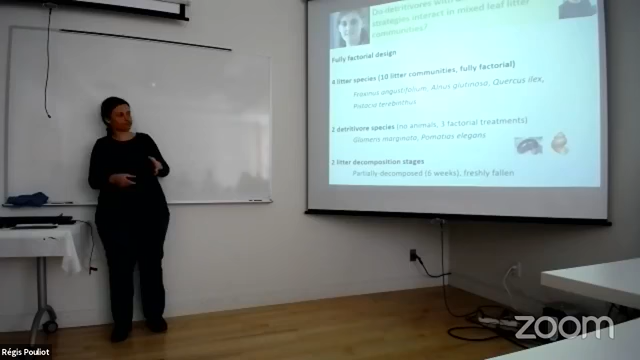 Do detritivores with
strategies interact in mixed leaf litter
communities?
Fully factorial design
4 litter species (10 litter communities, fully factorial)
Fraxinus angustifolium, Alnus glutinosa, Quercus ilex,
Pistacia terebinthus
2 detritivore species (no animals, 3 factorial treatments)
Glomeris marginata, Pomatias elegans
2 litter decomposition stages
Partially-decomposed (6 weeks), freshly fallen
zoom
Régis Pouliot